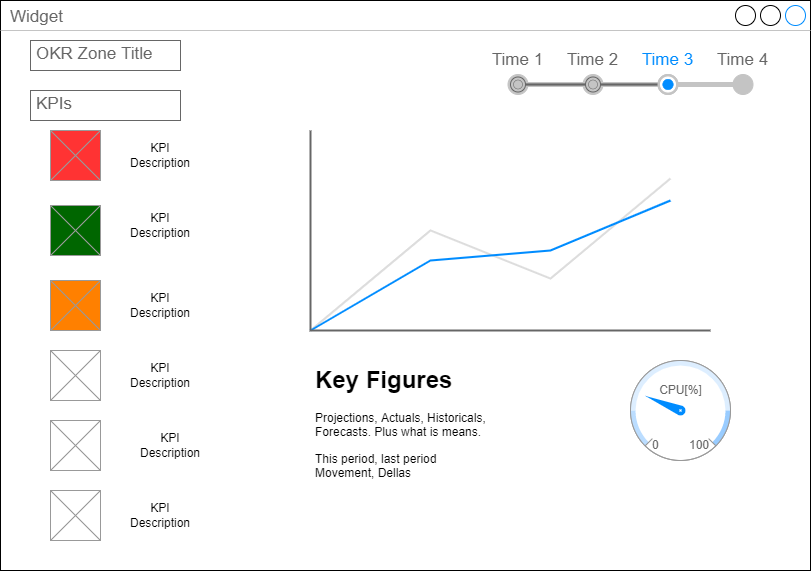 Widget
OKR Zone Title
Time 1
Time 2
Time 3
Time 4
KPIs
KPI
Description
KPI
Description
KPI
Description
KPI
Description
KPI
Description
KPI
Description
Key Figures
Projections, Actuals, Historicals,
Forecasts. Plus what is means.
This period, last period
Movement, Dellas
CPU[%]
0
100